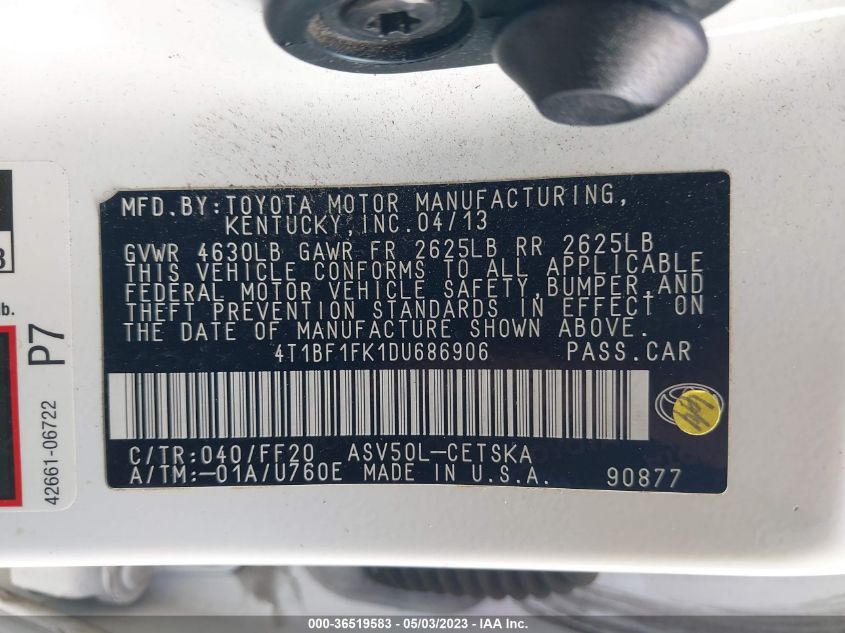 MFD.BY:TOYOTA MOTOR MANUFACTURING,
KENTUCKY,INC.04/13
GVWR 4630LB GAWR FR 2625LB RR 2625LB
THIS VEHICLE CONFORMS TO ALL APPLICABLE
FEDERAL MOTOR VEHICLE SAFETY,BUMPER,AND
THEFT PREVENTION STANDARDS IN EFFECT ON
THE DATE OF MANUFACTURE SHOWN ABOVE.
4T1BF1FK1DU686906 PASS.CAR
C/TR:040/FF20 ASV50L-CETSKA
A/TM:-01A/U760E MADE IN U.S.A. 90877
lb.
P7
42661-06722
000-36519583 - 05/03/2023 - IAA Inc.